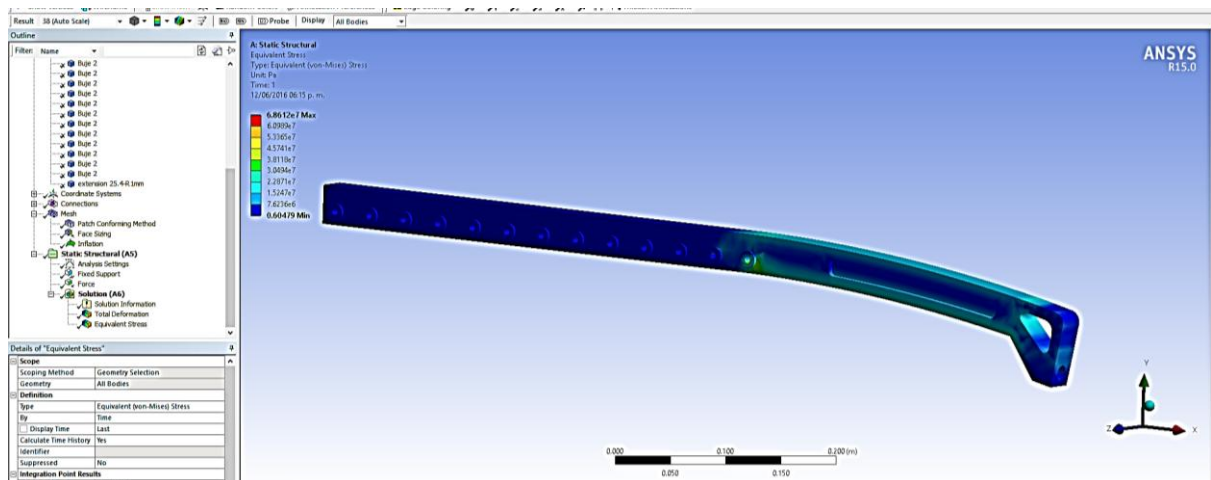 Result 38 (Auto Scale) Probe Display All Bodies
Outline
Filter: Name
Buje 2
Buje 2
Buje 2
Buje 2
Buje 2
Buje 2
Buje 2
Buje 2
Buje 2
Buje 2
Buje 2
Buje 2
extension 25.4-R1mm
Coordinate Systems
Connections
Mesh
Patch Conforming Method
Face Sizing
Inflation
Static Structural (A5)
Analysis Settings
Fixed Support
Force
Solution (A6)
Solution Information
Total Deformation
Equivalent Stress
Details of "Equivalent Stress"
Scope
Scoping Method Geometry Selection
Geometry All Bodies
Definition
Type Equivalent (von-Mises) Stress
By Time
Display Time Last
Calculate Time History Yes
Identifier
Suppressed No
Integration Point Results
A: Static Structural
Equivalent Stress
Type: Equivalent (von-Mises) Stress
Unit: Pa
Time: 1
12/06/2016 06:15 p. m.
6.8612e7 Max
6.0989e7
5.3365e7
4.5741e7
3.8118e7
3.0494e7
2.2871e7
1.5247e7
7.6236e6
0.60479 Min
ANSYS
R15.0
0.000 0.100 0.200 (m)
0.050 0.150
Y
Z X